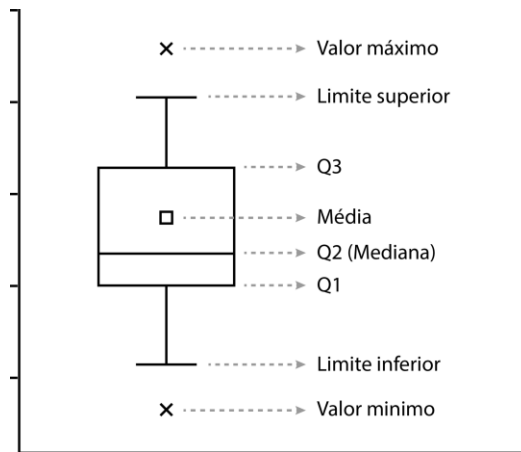 Valor máximo
Limite superior
Q3
Média
Q2 (Mediana)
Q1
Limite inferior
Valor minimo